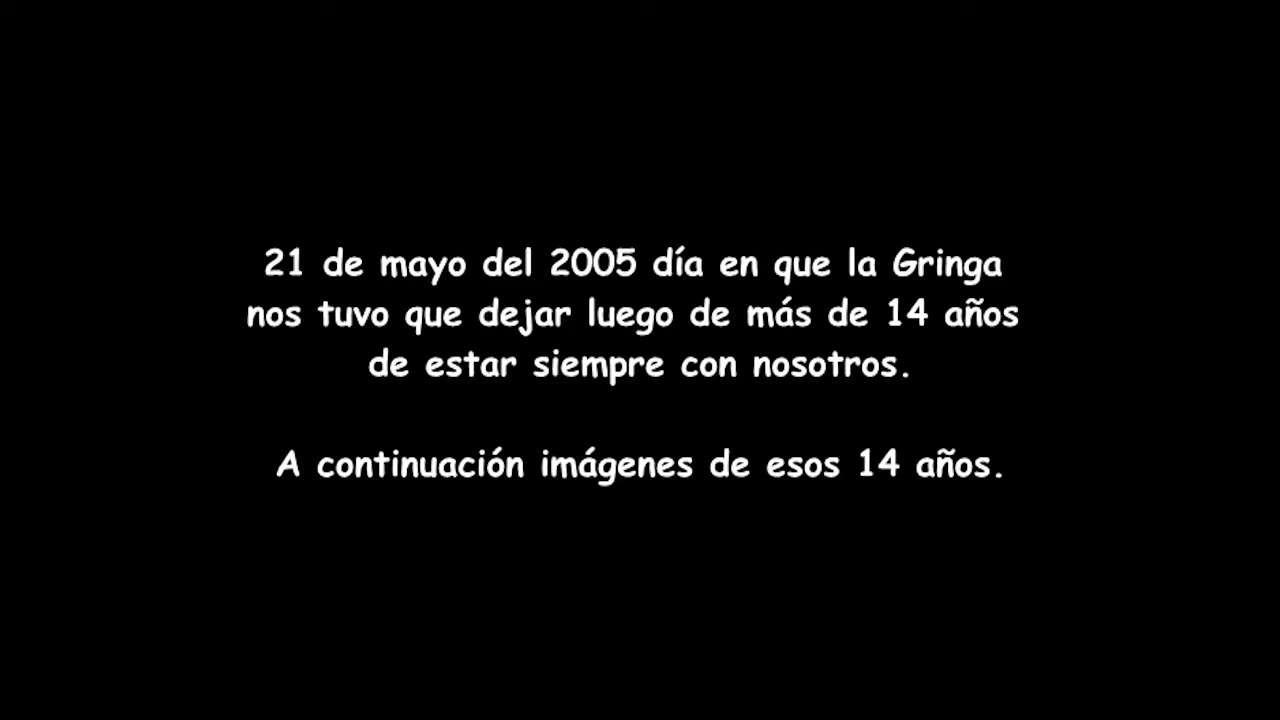 21 de mayo del 2005 día en que la Gringa
nos tuvo que dejar luego de más de 14 años
de estar siempre con nosotros.
A continuación imágenes de esos 14 años.